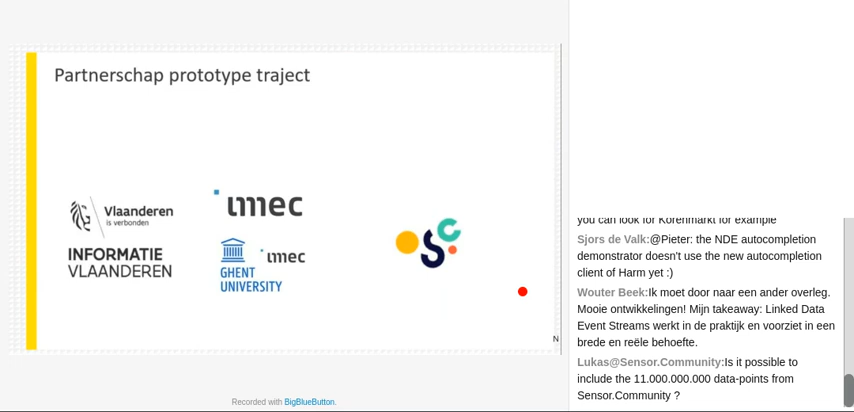 Partnerschap prototype traject
Vlaanderen
is verbonden
INFORMATIE
VLAANDEREN
imec
GHENT
UNIVERSITY
imec
OSC
N
Recorded with BigBlueButton.
you can look for Korenmarkt for example
Sjors de Valk:@Pieter: the NDE autocompletion
demonstrator doesn't use the new autocompletion
client of Harm yet :)
Wouter Beek:Ik moet door naar een ander overleg.
Mooie ontwikkelingen! Mijn takeaway: Linked Data
Event Streams werkt in de praktijk en voorziet in een
brede en reële behoefte.
Lukas@Sensor.Community:Is it possible to
include the 11.000.000.000 data-points from
Sensor.Community ?